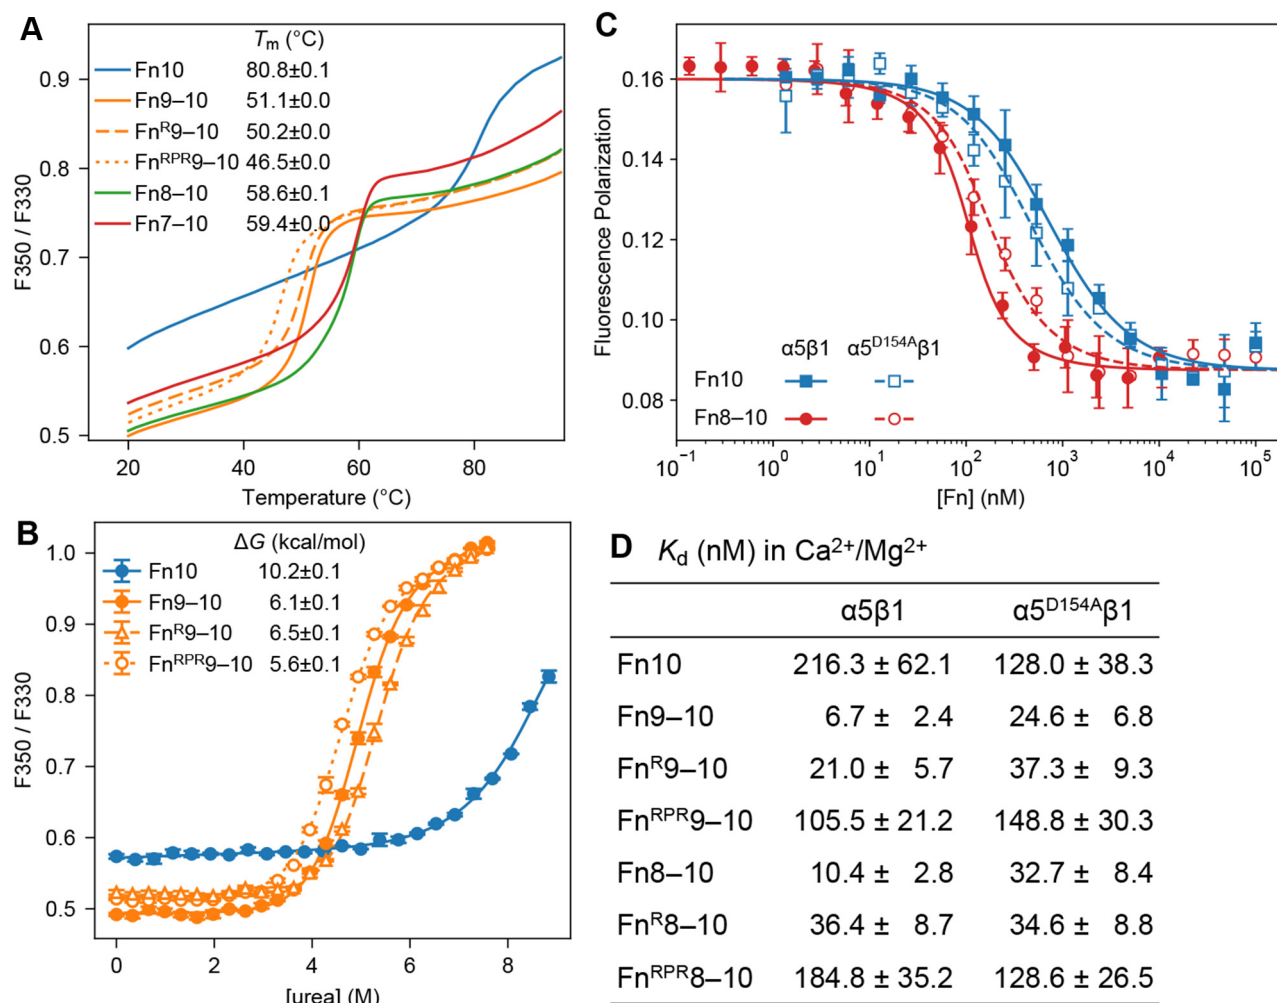 A
Tm (°C)
Fn10 80.8±0.1
Fn9–10 51.1±0.0
Fnᴿ9–10 50.2±0.0
Fnᴿᴾᴿ9–10 46.5±0.0
Fn8–10 58.6±0.1
Fn7–10 59.4±0.0
F350 / F330
0.9
0.8
0.7
0.6
0.5
20 40 60 80
Temperature (°C)
B
ΔG (kcal/mol)
Fn10 10.2±0.1
Fn9–10 6.1±0.1
Fnᴿ9–10 6.5±0.1
Fnᴿᴾᴿ9–10 5.6±0.1
F350 / F330
1.0
0.9
0.8
0.7
0.6
0.5
0 2 4 6 8
[urea] (M)
C
Fluorescence Polarization
0.16
0.14
0.12
0.10
0.08
α5β1 α5ᴰ¹⁵⁴ᴬβ1
Fn10
Fn8–10
10⁻¹ 10⁰ 10¹ 10² 10³ 10⁴ 10⁵
[Fn] (nM)
D Kd (nM) in Ca²⁺/Mg²⁺
α5β1 α5ᴰ¹⁵⁴ᴬβ1
Fn10 216.3 ± 62.1 128.0 ± 38.3
Fn9–10 6.7 ± 2.4 24.6 ± 6.8
Fnᴿ9–10 21.0 ± 5.7 37.3 ± 9.3
Fnᴿᴾᴿ9–10 105.5 ± 21.2 148.8 ± 30.3
Fn8–10 10.4 ± 2.8 32.7 ± 8.4
Fnᴿ8–10 36.4 ± 8.7 34.6 ± 8.8
Fnᴿᴾᴿ8–10 184.8 ± 35.2 128.6 ± 26.5